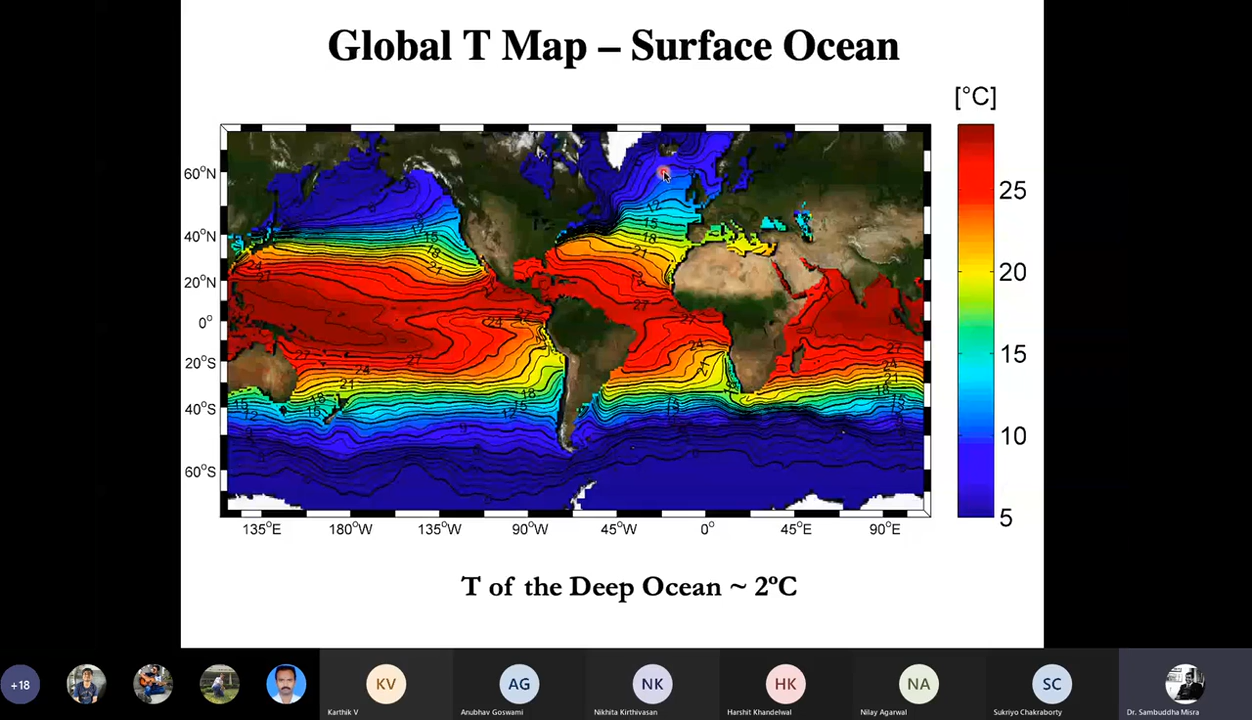 Global T Map – Surface Ocean
[°C]
60°N
40°N
20°N
0°
20°S
40°S
60°S
25
20
15
10
5
135°E 180°W 135°W 90°W 45°W 0° 45°E 90°E
T of the Deep Ocean ~ 2°C
+18
KV
AG
NK
HK
NA
SC
Karthik V
Anubhav Goswami
Nikhita Kirthivasan
Harshit Khandelwal
Nilay Agarwal
Sukriyo Chakraborty
Dr. Sambuddha Misra